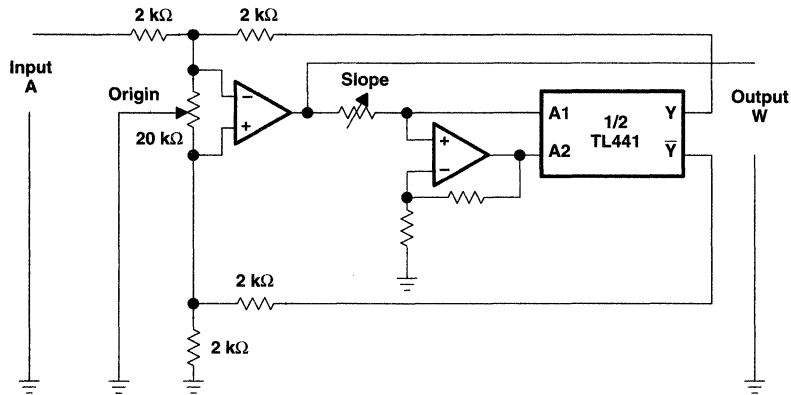 2 kΩ
2 kΩ
Input
A
Origin
20 kΩ
−
+
Slope
+
−
A1
A2
1/2
TL441
Y
Y̅
Output
W
2 kΩ
2 kΩ